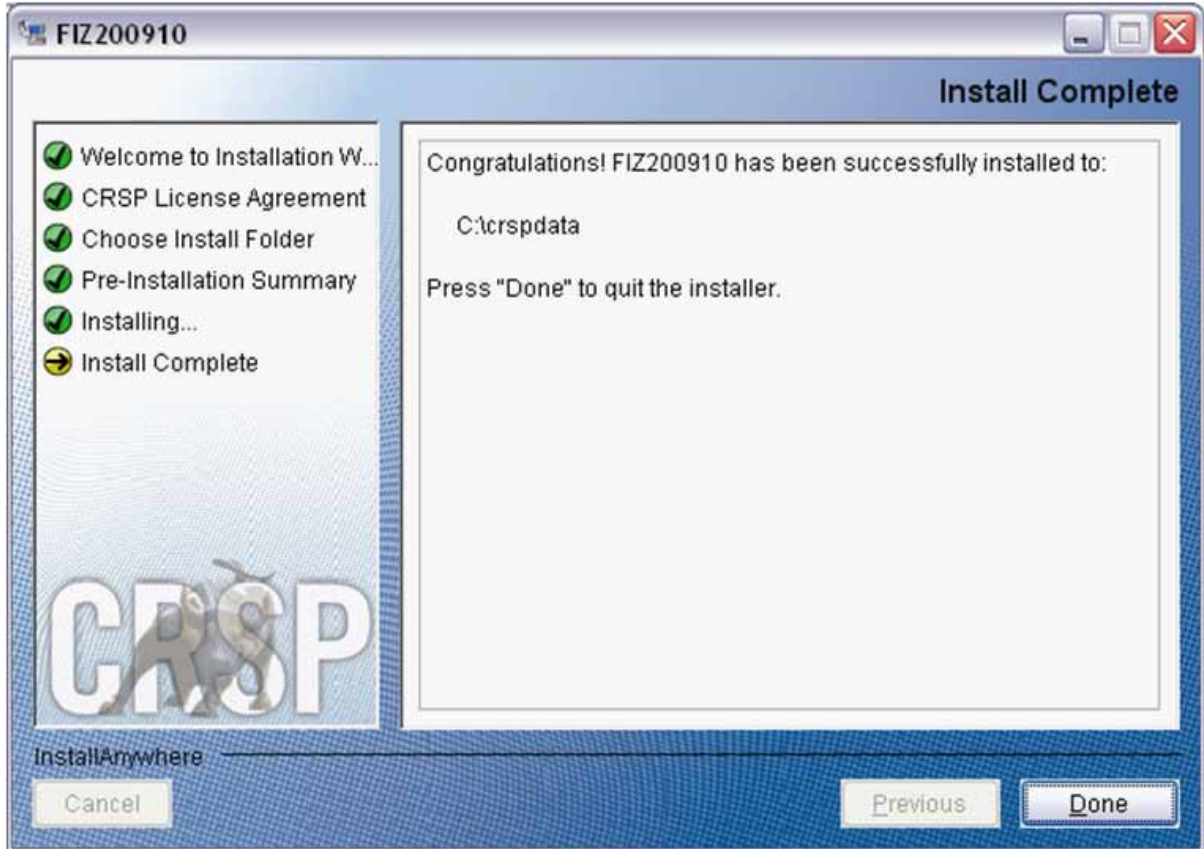 FIZ200910
Install Complete
Welcome to Installation W...
CRSP License Agreement
Choose Install Folder
Pre-Installation Summary
Installing...
Install Complete
CRSP
Congratulations! FIZ200910 has been successfully installed to:
C:\crspdata
Press "Done" to quit the installer.
InstallAnywhere
Cancel
Previous
Done